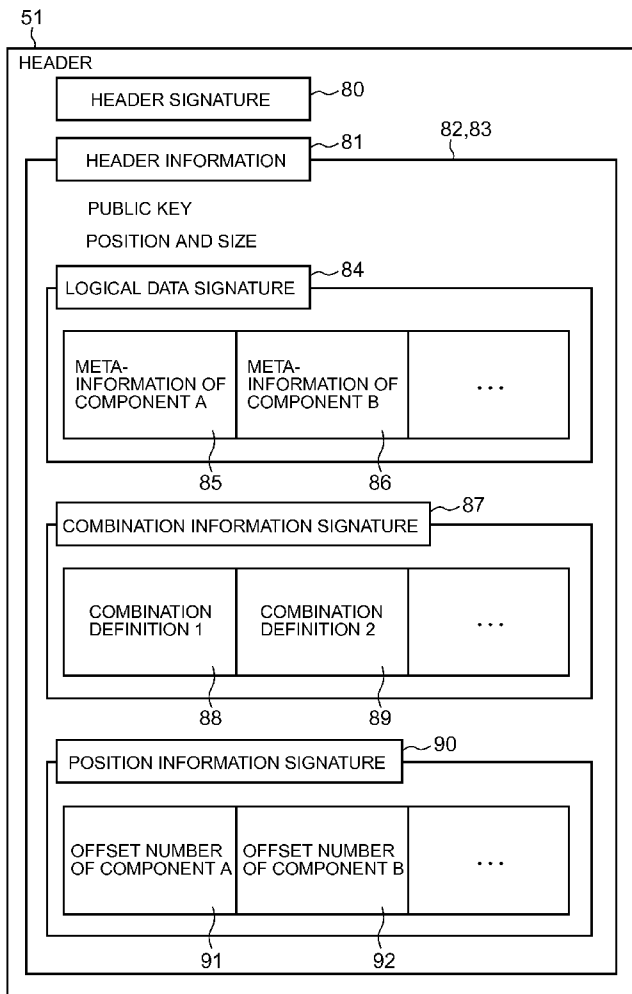 51
HEADER
HEADER SIGNATURE
80
HEADER INFORMATION
81
82,83
PUBLIC KEY
POSITION AND SIZE
LOGICAL DATA SIGNATURE
84
META-
INFORMATION OF
COMPONENT A
META-
INFORMATION OF
COMPONENT B
...
85
86
COMBINATION INFORMATION SIGNATURE
87
COMBINATION
DEFINITION 1
COMBINATION
DEFINITION 2
...
88
89
POSITION INFORMATION SIGNATURE
90
OFFSET NUMBER
OF COMPONENT A
OFFSET NUMBER
OF COMPONENT B
...
91
92